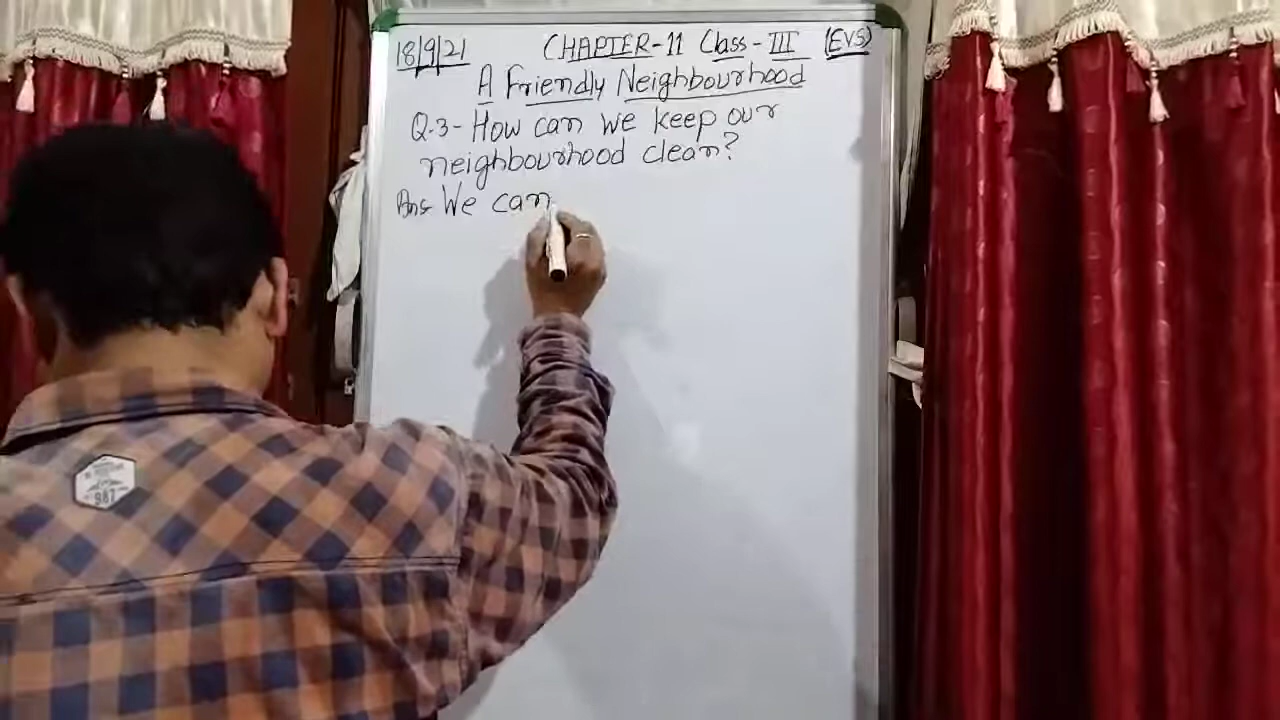 18/9/21 CHAPTER-11 Class-III (EVS)
A Friendly Neighbourhood
Q.3- How can we keep our
neighbourhood clean?
Ans- We can
987